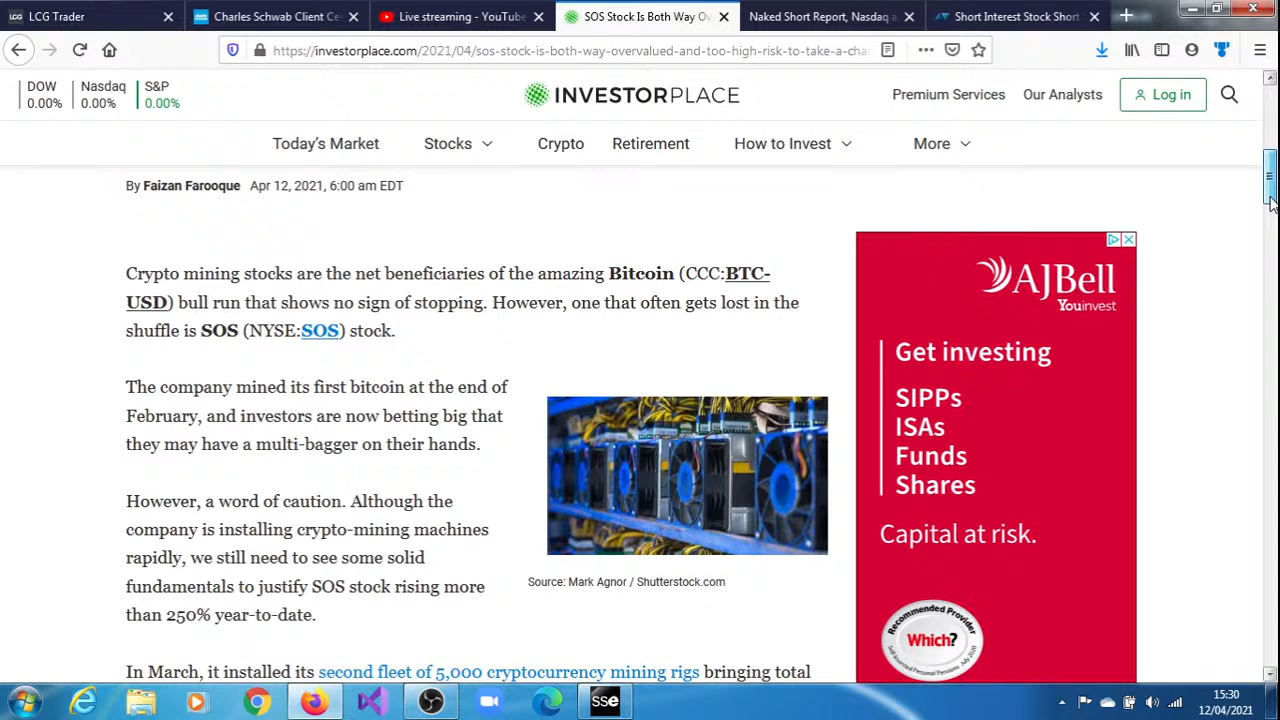 LCG Trader
Charles Schwab Client Ce
Live streaming - YouTube
SOS Stock Is Both Way Ov
Naked Short Report, Nasdaq a
Short Interest Stock Short
https://investorplace.com/2021/04/sos-stock-is-both-way-overvalued-and-too-high-risk-to-take-a-cha
DOW
0.00%
Nasdaq
0.00%
S&P
0.00%
INVESTORPLACE
Premium Services
Our Analysts
Log in
Today's Market
Stocks
Crypto
Retirement
How to Invest
More
By Faizan Farooque Apr 12, 2021, 6:00 am EDT
Crypto mining stocks are the net beneficiaries of the amazing Bitcoin (CCC:BTC-
USD) bull run that shows no sign of stopping. However, one that often gets lost in the
shuffle is SOS (NYSE:SOS) stock.
The company mined its first bitcoin at the end of
February, and investors are now betting big that
they may have a multi-bagger on their hands.
However, a word of caution. Although the
company is installing crypto-mining machines
rapidly, we still need to see some solid
fundamentals to justify SOS stock rising more
than 250% year-to-date.
Source: Mark Agnor / Shutterstock.com
In March, it installed its second fleet of 5,000 cryptocurrency mining rigs bringing total
AJBell
Youinvest
Get investing
SIPPs
ISAs
Funds
Shares
Capital at risk.
Recommended Provider
Which?
Self-invested Personal Pensions, July 2020
sse
15:30
12/04/2021